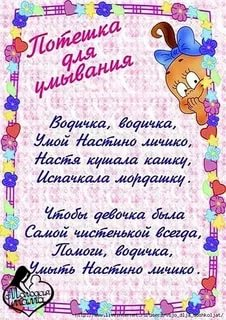 Потешка
для
умывания
Водичка, водичка,
Умой Настино личико,
Настя кушала кашку,
Испачкала мордашку.
Чтобы девочка была
Самой чистенькой всегда,
Помоги, водичка,
Умыть Настино личико.